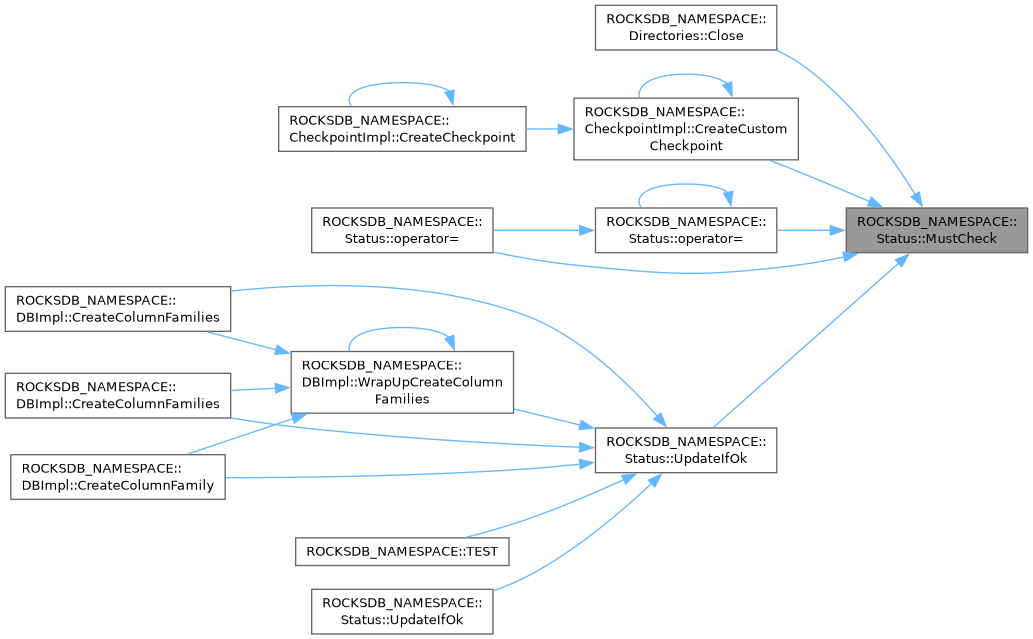 ROCKSDB_NAMESPACE::
Directories::Close
ROCKSDB_NAMESPACE::
CheckpointImpl::CreateCheckpoint
ROCKSDB_NAMESPACE::
CheckpointImpl::CreateCustom
Checkpoint
ROCKSDB_NAMESPACE::
Status::operator=
ROCKSDB_NAMESPACE::
Status::operator=
ROCKSDB_NAMESPACE::
Status::MustCheck
ROCKSDB_NAMESPACE::
DBImpl::CreateColumnFamilies
ROCKSDB_NAMESPACE::
DBImpl::WrapUpCreateColumn
Families
ROCKSDB_NAMESPACE::
DBImpl::CreateColumnFamilies
ROCKSDB_NAMESPACE::
Status::UpdateIfOk
ROCKSDB_NAMESPACE::
DBImpl::CreateColumnFamily
ROCKSDB_NAMESPACE::TEST
ROCKSDB_NAMESPACE::
Status::UpdateIfOk